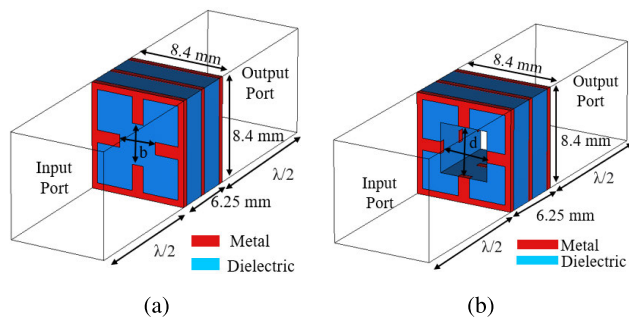 8.4 mm
Output
Port
b
8.4 mm
Input
Port
λ/2
6.25 mm
λ/2
Metal
Dielectric
(a)
8.4 mm
Output
Port
d
8.4 mm
Input
Port
λ/2
6.25 mm
λ/2
Metal
Dielectric
(b)